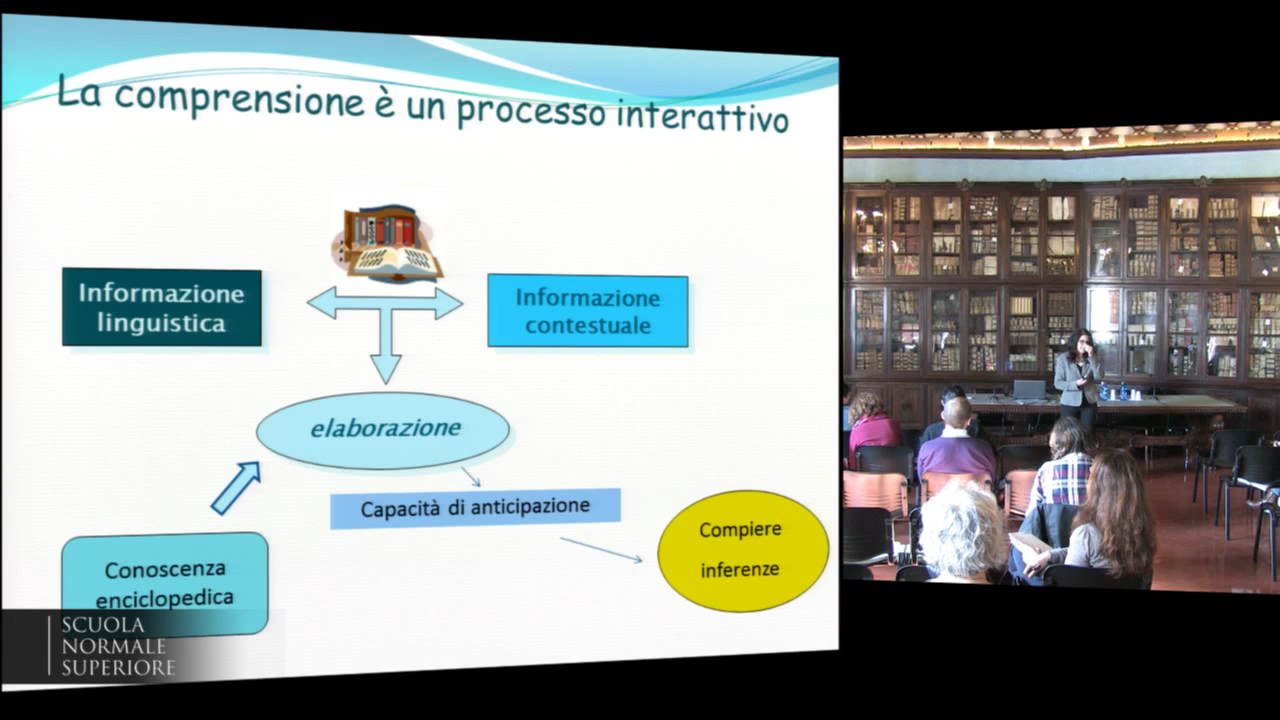 La comprensione è un processo interattivo
Informazione
linguistica
Informazione
contestuale
elaborazione
Capacità di anticipazione
Compiere
inferenze
Conoscenza
enciclopedica
SCUOLA
NORMALE
SUPERIORE